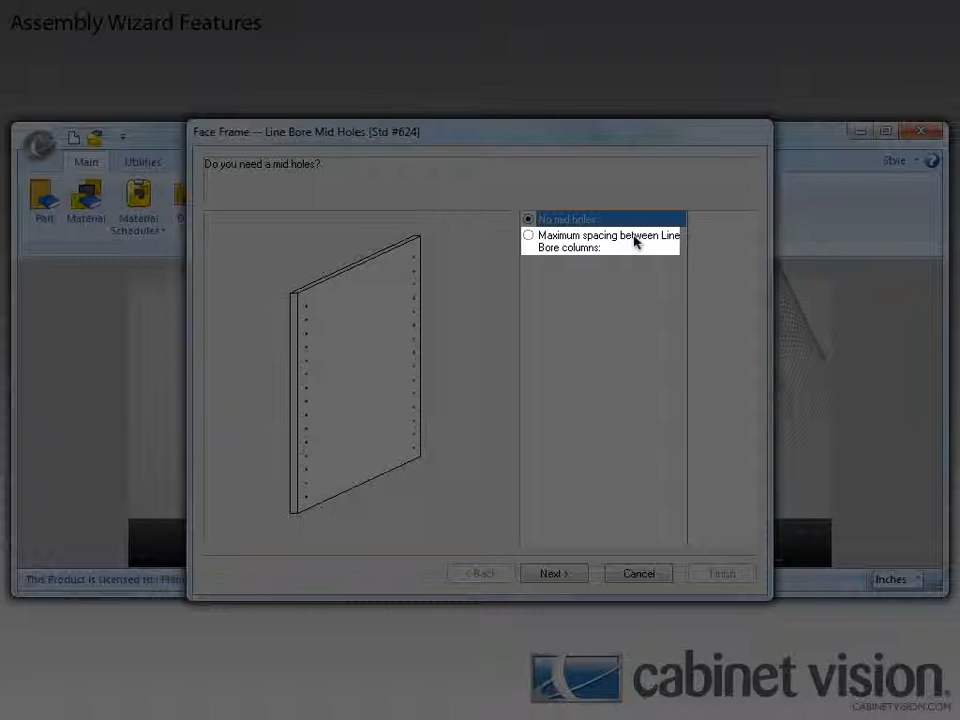 Assembly Wizard Features
Face Frame -- Line Bore Mid Holes [Std #624]
Do you need a mid holes?
Main
Utilities
Style
Part
Material
Material
Scheduler
No mid holes
Maximum spacing between Line
Bore columns:
< Back
Next >
Cancel
Finish
This Product is Licensed to:
Inches
cabinet vision.
CABINETVISION.COM